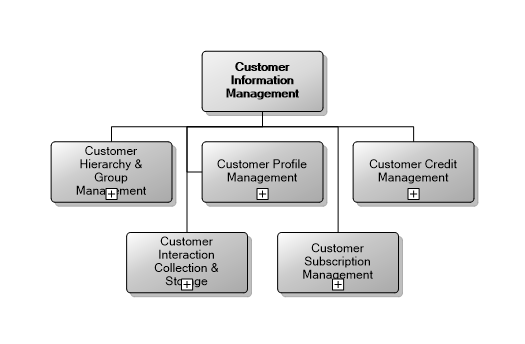 Customer
Information
Management
Customer
Hierarchy &
Group
Management
Customer Profile
Management
Customer Credit
Management
Customer
Interaction
Collection &
Storage
Customer
Subscription
Management